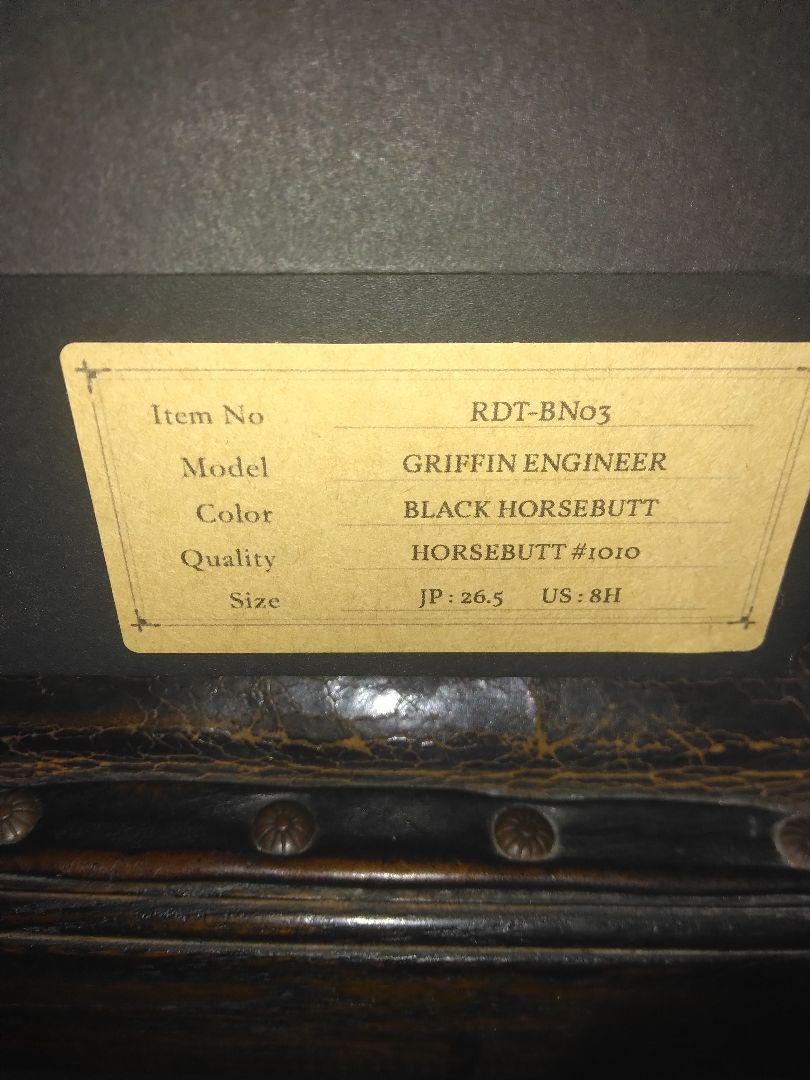 Item No RDT-BN03
Model GRIFFIN ENGINEER
Color BLACK HORSEBUTT
Quality HORSEBUTT #1010
Size JP : 26.5 US : 8H